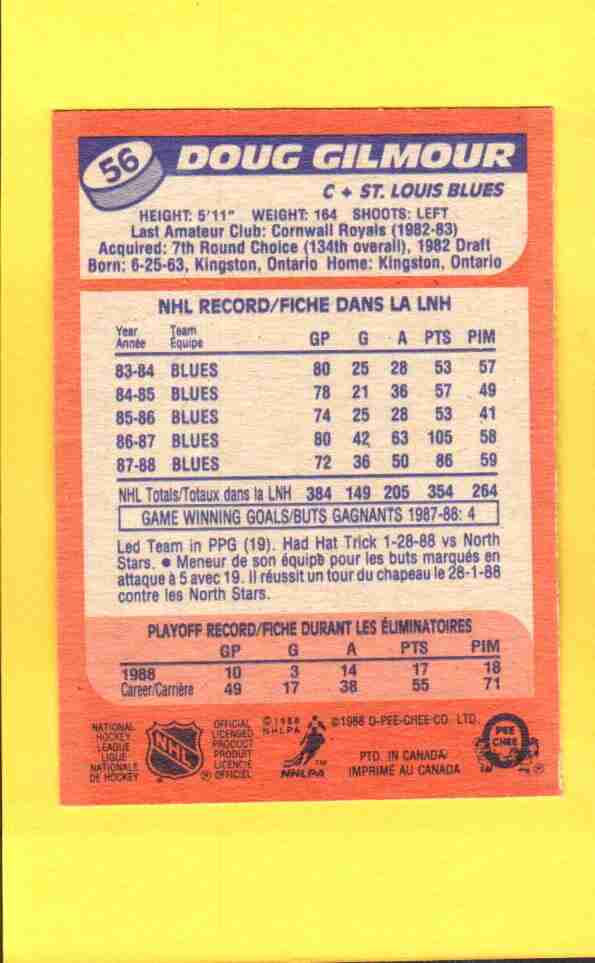 56
DOUG GILMOUR
C ♦ ST. LOUIS BLUES
HEIGHT: 5'11" WEIGHT: 164 SHOOTS: LEFT
Last Amateur Club: Cornwall Royals (1982-83)
Acquired: 7th Round Choice (134th overall), 1982 Draft
Born: 6-25-63, Kingston, Ontario Home: Kingston, Ontario
NHL RECORD/FICHE DANS LA LNH
Year Team
Année Équipe GP G A PTS PIM
83-84 BLUES 80 25 28 53 57
84-85 BLUES 78 21 36 57 49
85-86 BLUES 74 25 28 53 41
86-87 BLUES 80 42 63 105 58
87-88 BLUES 72 36 50 86 59
NHL Totals/Totaux dans la LNH 384 149 205 354 264
GAME WINNING GOALS/BUTS GAGNANTS 1987-88: 4
Led Team in PPG (19). Had Hat Trick 1-28-88 vs North
Stars. ● Meneur de son équipe pour les buts marqués en
attaque à 5 avec 19. Il réussit un tour du chapeau le 28-1-88
contre les North Stars.
PLAYOFF RECORD/FICHE DURANT LES ÉLIMINATOIRES
GP G A PTS PIM
1988 10 3 14 17 18
Career/Carrière 49 17 38 55 71
NATIONAL
HOCKEY
LEAGUE
LIGUE
NATIONALE
DE HOCKEY
NHL
®
OFFICIAL
LICENSED
PRODUCT
PRODUIT
LICENCIÉ
OFFICIEL
©1988
NHLPA
TM
NHLPA
©1988 O-PEE-CHEE CO. LTD.
PTD. IN CANADA/
IMPRIMÉ AU CANADA
PEE
CHEE